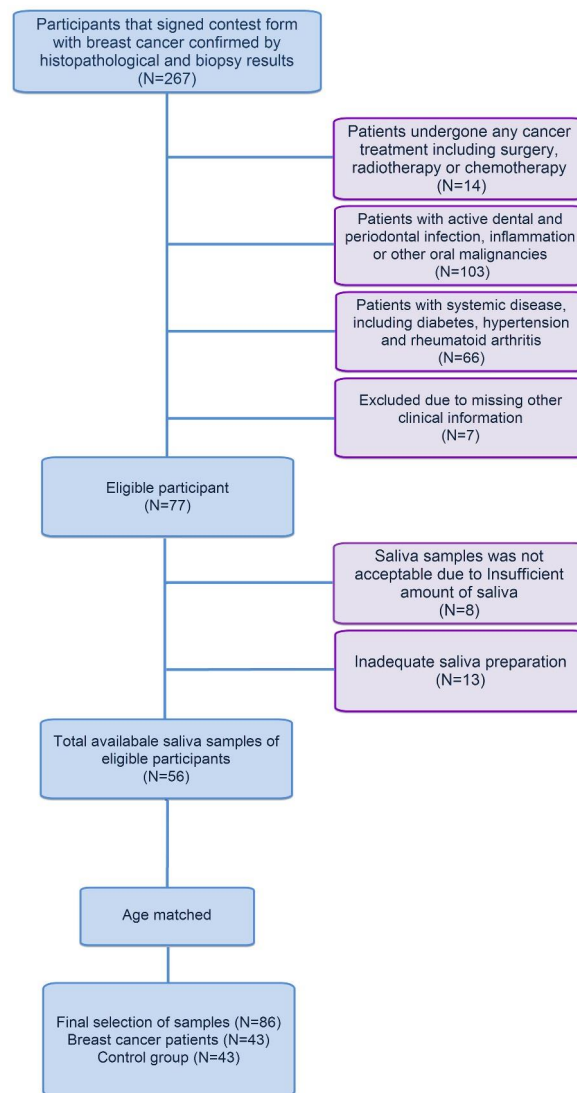 Participants that signed contest form
with breast cancer confirmed by
histopathological and biopsy results
(N=267)
Patients undergone any cancer
treatment including surgery,
radiotherapy or chemotherapy
(N=14)
Patients with active dental and
periodontal infection, inflammation
or other oral malignancies
(N=103)
Patients with systemic disease,
including diabetes, hypertension
and rheumatoid arthritis
(N=66)
Excluded due to missing other
clinical information
(N=7)
Eligible participant
(N=77)
Saliva samples was not
acceptable due to Insufficient
amount of saliva
(N=8)
Inadequate saliva preparation
(N=13)
Total availabale saliva samples of
eligible participants
(N=56)
Age matched
Final selection of samples (N=86)
Breast cancer patients (N=43)
Control group (N=43)